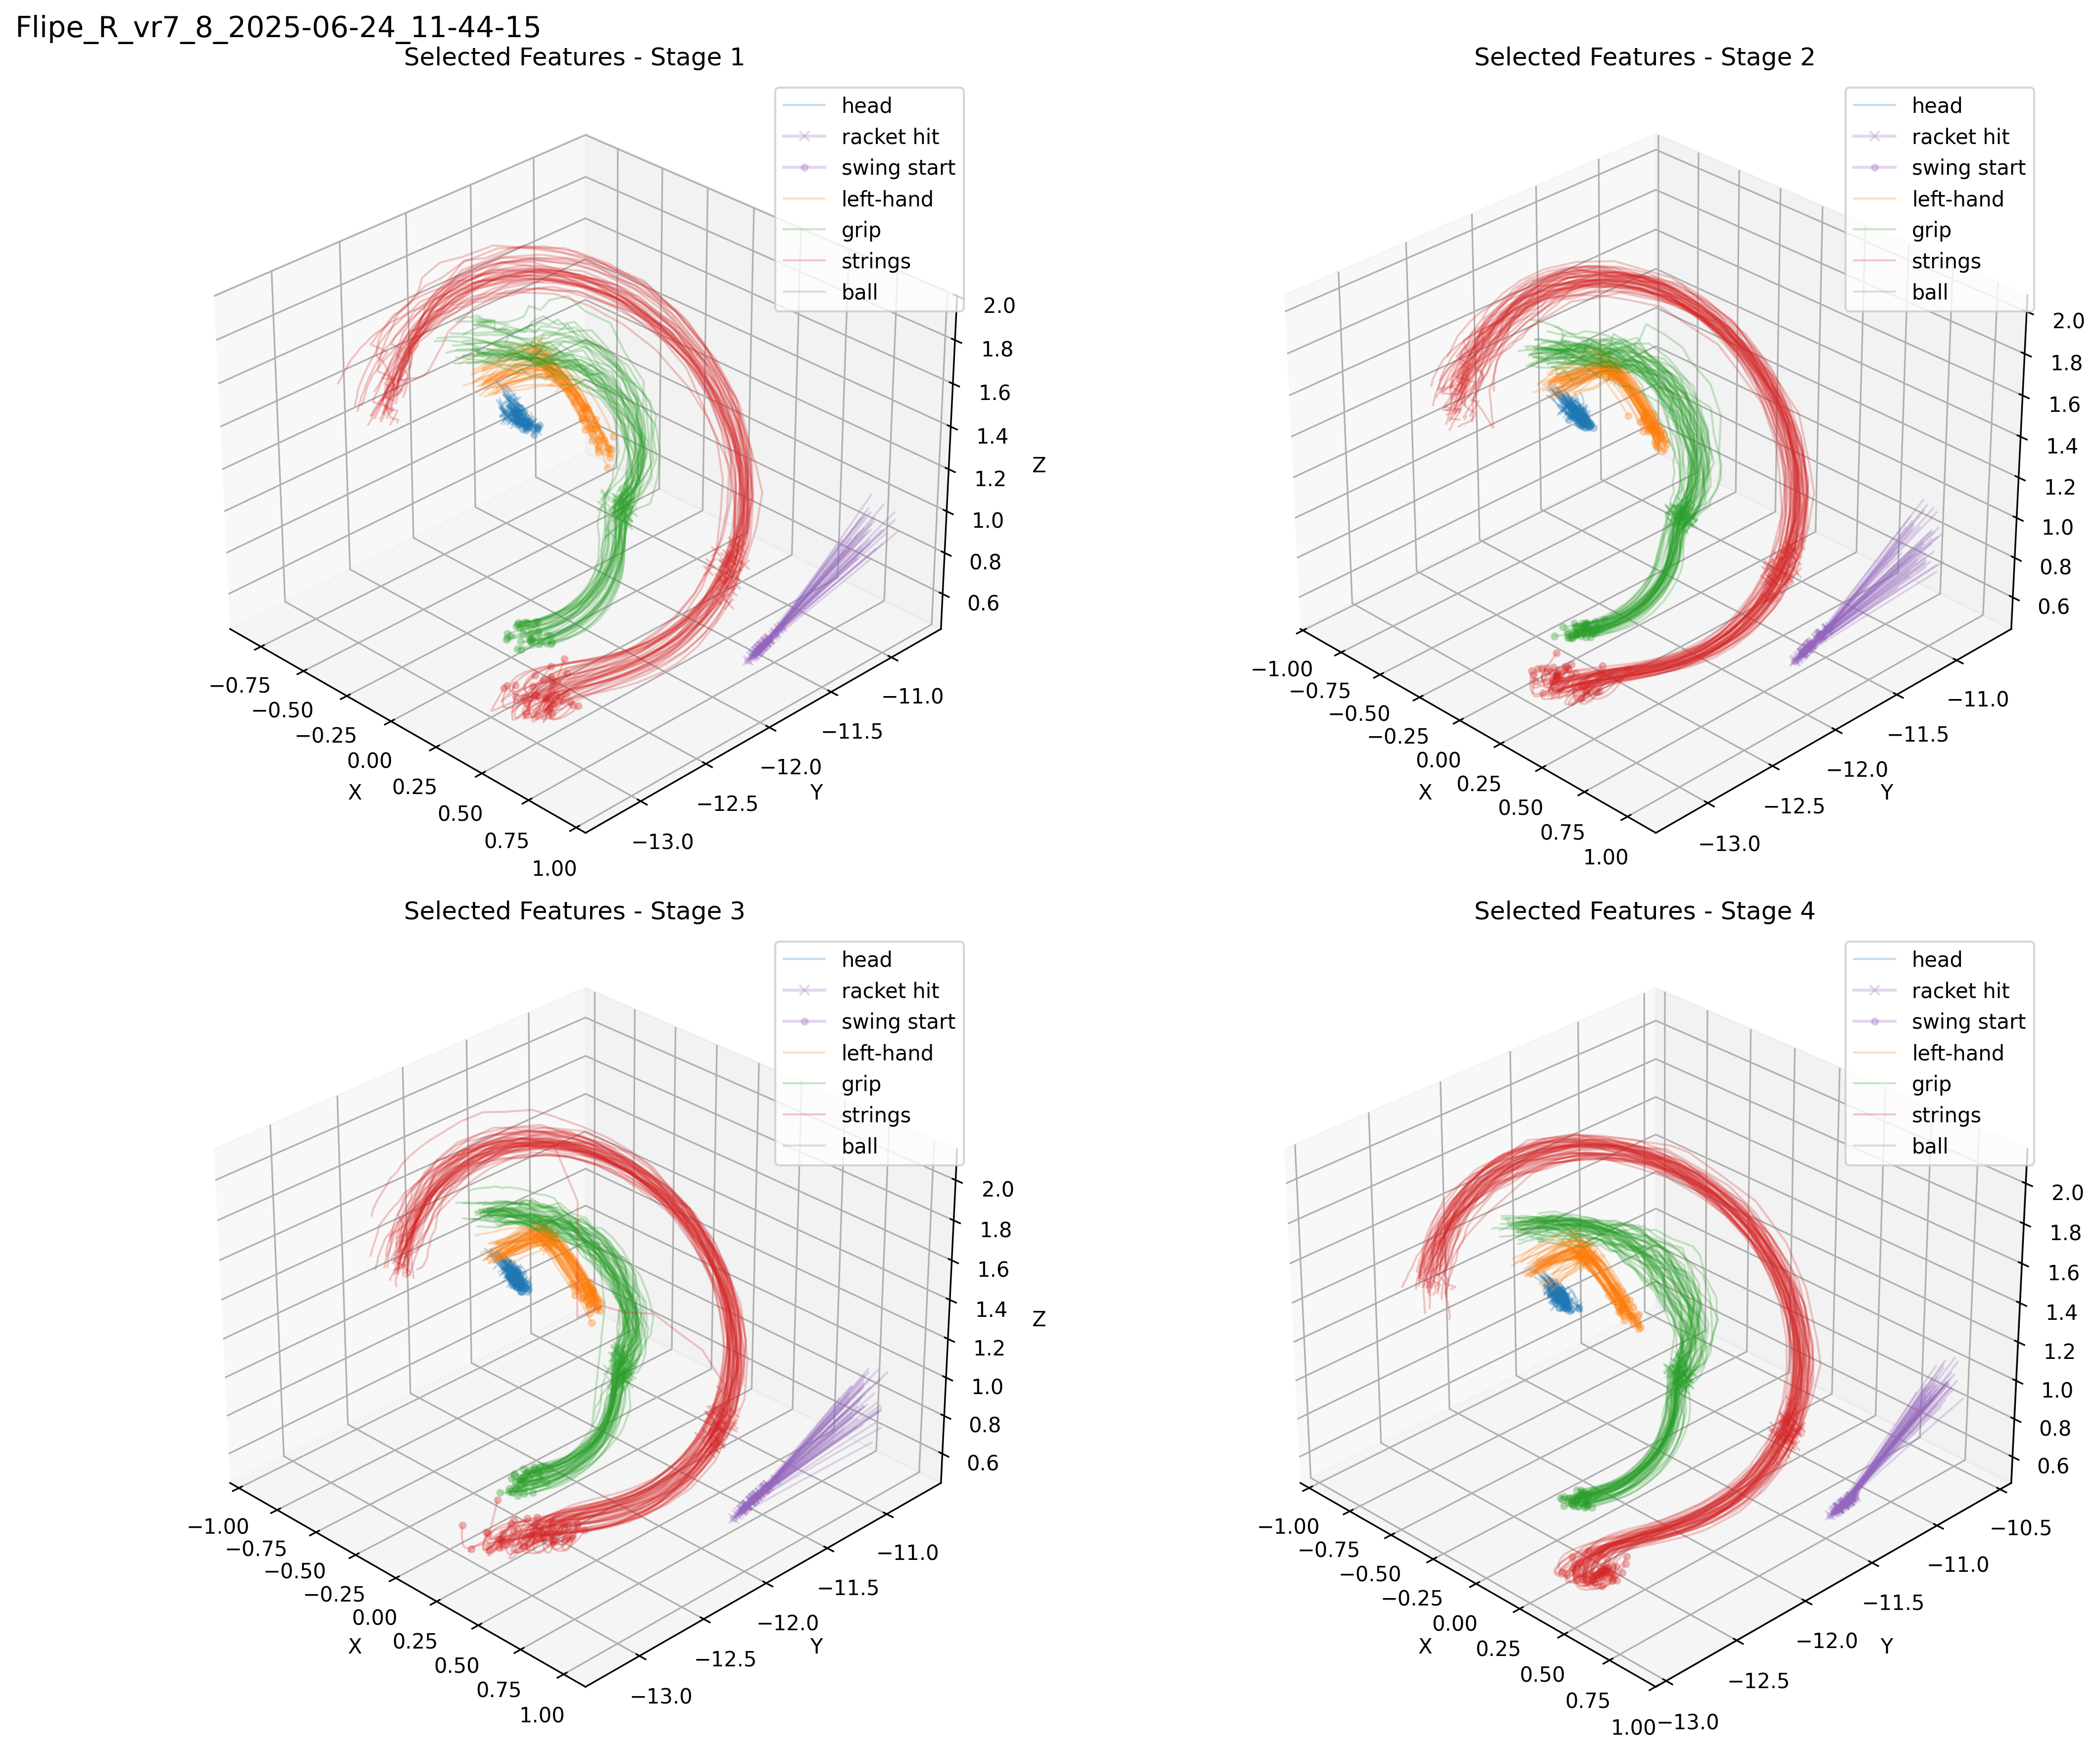 Flipe_R_vr7_8_2025-06-24_11-44-15
Selected Features - Stage 1
head
racket hit
swing start
left-hand
grip
strings
ball
2.0
1.8
1.6
1.4
1.2
1.0
0.8
0.6
Z
−0.75
−0.50
−0.25
0.00
0.25
0.50
0.75
1.00
X
−13.0
−12.5
−12.0
−11.5
−11.0
Y
Selected Features - Stage 2
head
racket hit
swing start
left-hand
grip
strings
ball
2.0
1.8
1.6
1.4
1.2
1.0
0.8
0.6
−1.00
−0.75
−0.50
−0.25
0.00
0.25
0.50
0.75
1.00
X
−13.0
−12.5
−12.0
−11.5
−11.0
Y
Selected Features - Stage 3
head
racket hit
swing start
left-hand
grip
strings
ball
2.0
1.8
1.6
1.4
1.2
1.0
0.8
0.6
Z
−1.00
−0.75
−0.50
−0.25
0.00
0.25
0.50
0.75
1.00
X
−13.0
−12.5
−12.0
−11.5
−11.0
Y
Selected Features - Stage 4
head
racket hit
swing start
left-hand
grip
strings
ball
2.0
1.8
1.6
1.4
1.2
1.0
0.8
0.6
−1.00
−0.75
−0.50
−0.25
0.00
0.25
0.50
0.75
1.00
X
−13.0
−12.5
−12.0
−11.5
−11.0
−10.5
Y